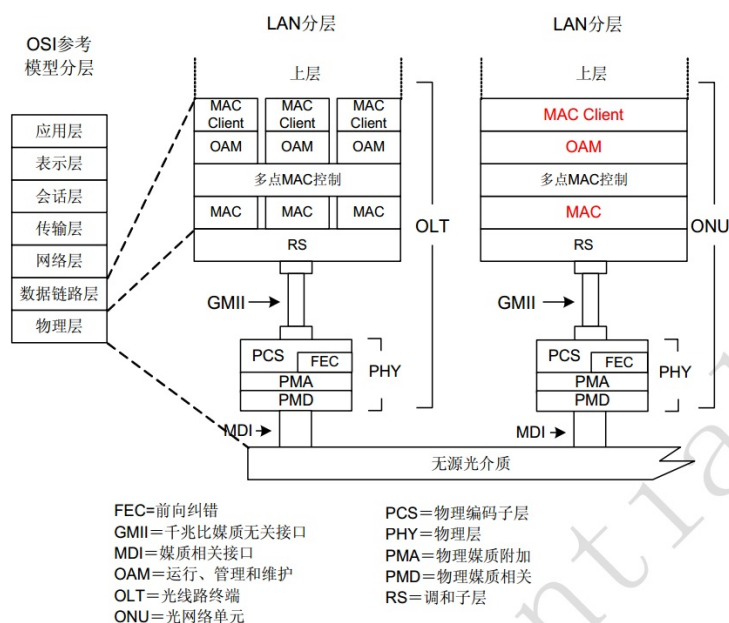 LAN分层
LAN分层
OSI参考
模型分层
上层
上层
应用层
表示层
会话层
传输层
网络层
数据链路层
物理层
MAC
Client
MAC
Client
MAC
Client
OAM
OAM
OAM
多点MAC控制
MAC
MAC
MAC
RS
OLT
GMII
PCS
FEC
PMA
PMD
PHY
MDI
MAC Client
OAM
多点MAC控制
MAC
RS
ONU
GMII
PCS
FEC
PMA
PMD
PHY
MDI
无源光介质
FEC=前向纠错
GMII=千兆比媒质无关接口
MDI=媒质相关接口
OAM=运行、管理和维护
OLT=光线路终端
ONU=光网络单元
PCS=物理编码子层
PHY=物理层
PMA=物理媒质附加
PMD=物理媒质相关
RS=调和子层